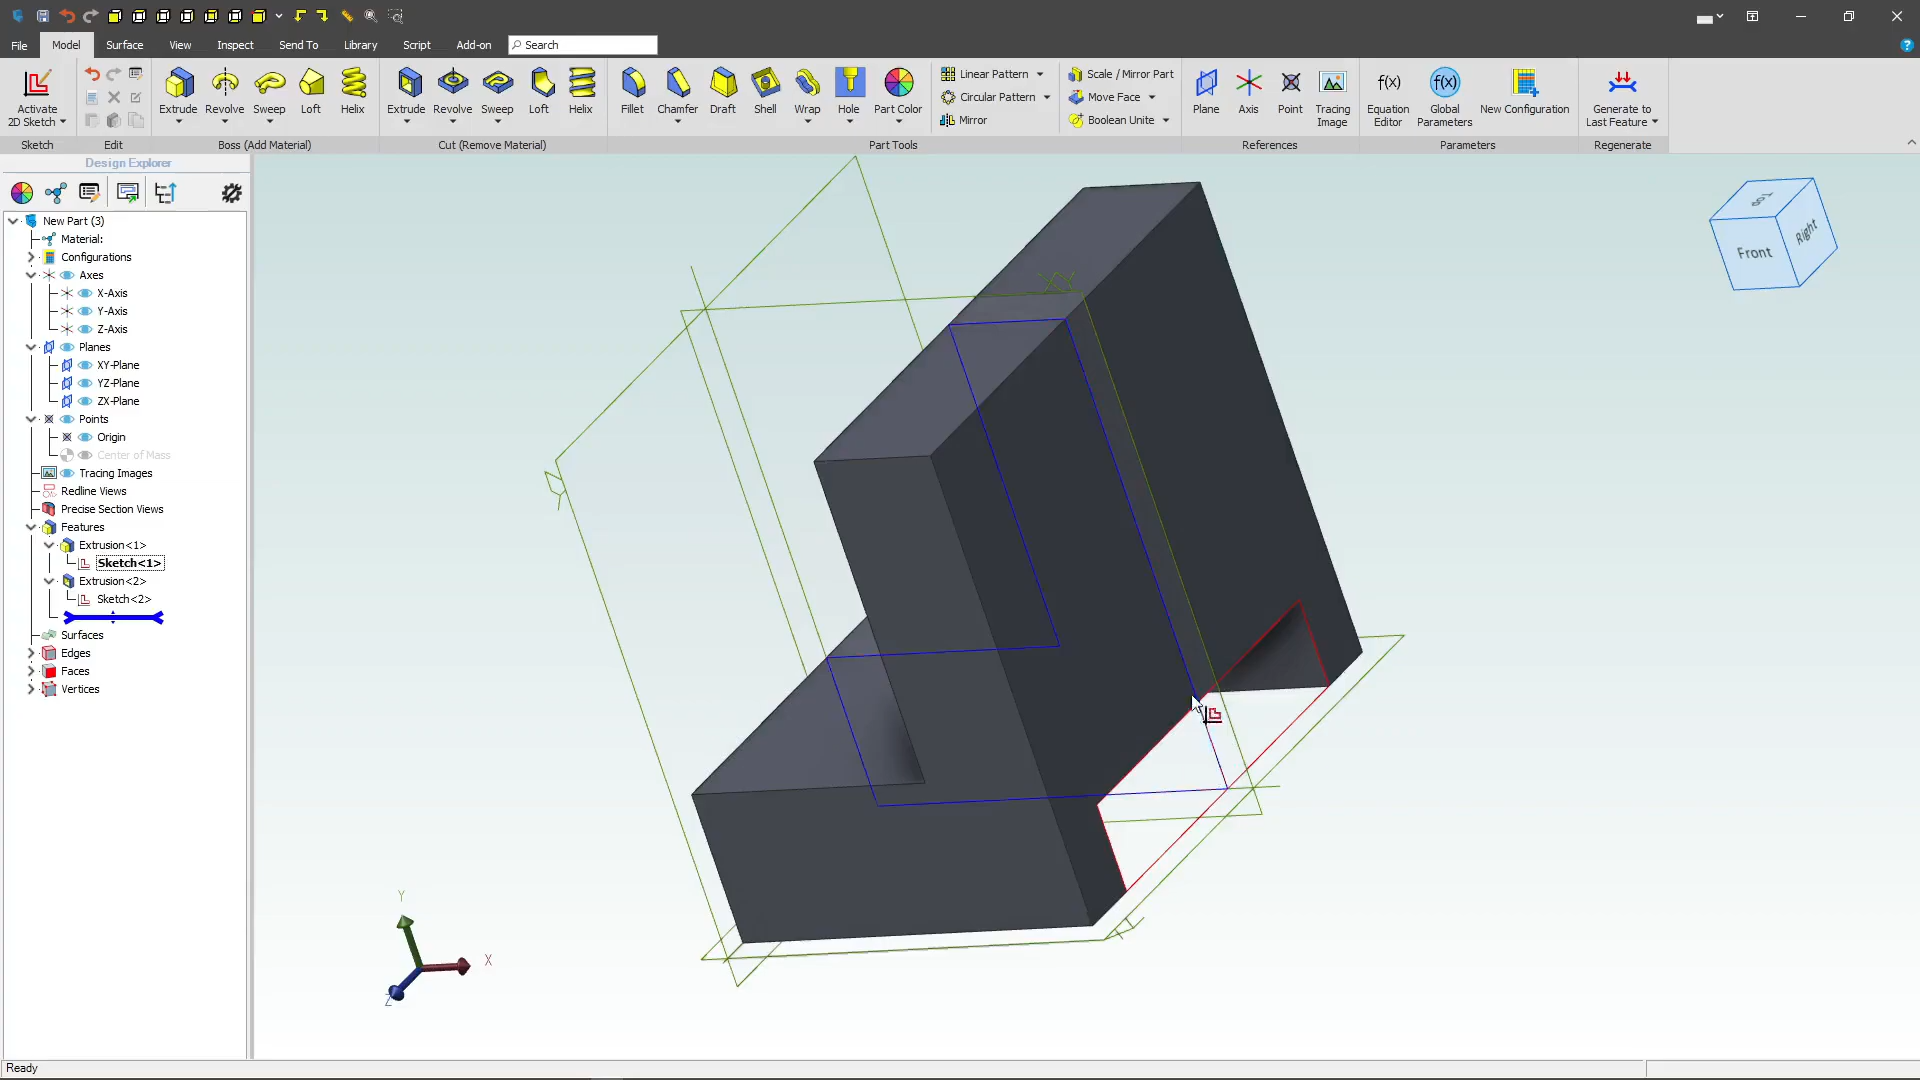 File
Model
Surface
View
Inspect
Send To
Library
Script
Add-on
Search
Activate
2D Sketch
Extrude
Revolve
Sweep
Loft
Helix
Extrude
Revolve
Sweep
Loft
Helix
Fillet
Chamfer
Draft
Shell
Wrap
Hole
Part Color
Linear Pattern
Circular Pattern
Mirror
Scale / Mirror Part
Move Face
Boolean Unite
Plane
Axis
Point
Tracing
Image
f(x)
Equation
Editor
f(x)
Global
Parameters
New Configuration
Generate to
Last Feature
Sketch
Edit
Boss (Add Material)
Cut (Remove Material)
Part Tools
References
Parameters
Regenerate
Design Explorer
New Part (3)
Material:
Configurations
Axes
X-Axis
Y-Axis
Z-Axis
Planes
XY-Plane
YZ-Plane
ZX-Plane
Points
Origin
Center of Mass
Tracing Images
Redline Views
Precise Section Views
Features
Extrusion<1>
Sketch<1>
Extrusion<2>
Sketch<2>
Surfaces
Edges
Faces
Vertices
Top
Front
Right
Y
X
Z
Ready